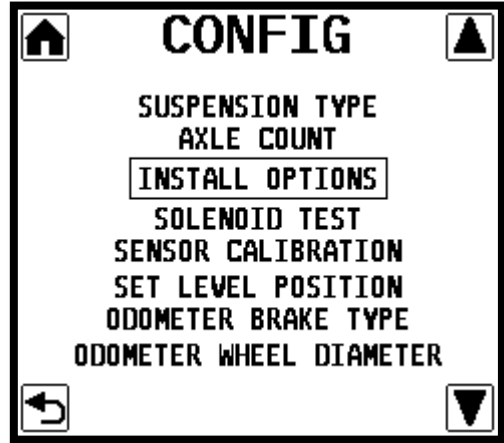 CONFIG
SUSPENSION TYPE
AXLE COUNT
INSTALL OPTIONS
SOLENOID TEST
SENSOR CALIBRATION
SET LEVEL POSITION
ODOMETER BRAKE TYPE
ODOMETER WHEEL DIAMETER